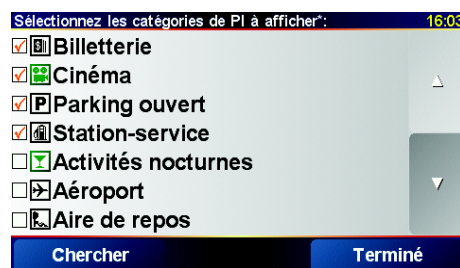 Sélectionnez les catégories de PI à afficher*: 16:03
Billetterie
Cinéma
P Parking ouvert
Station-service
Activités nocturnes
Aéroport
Aire de repos
Chercher Terminé